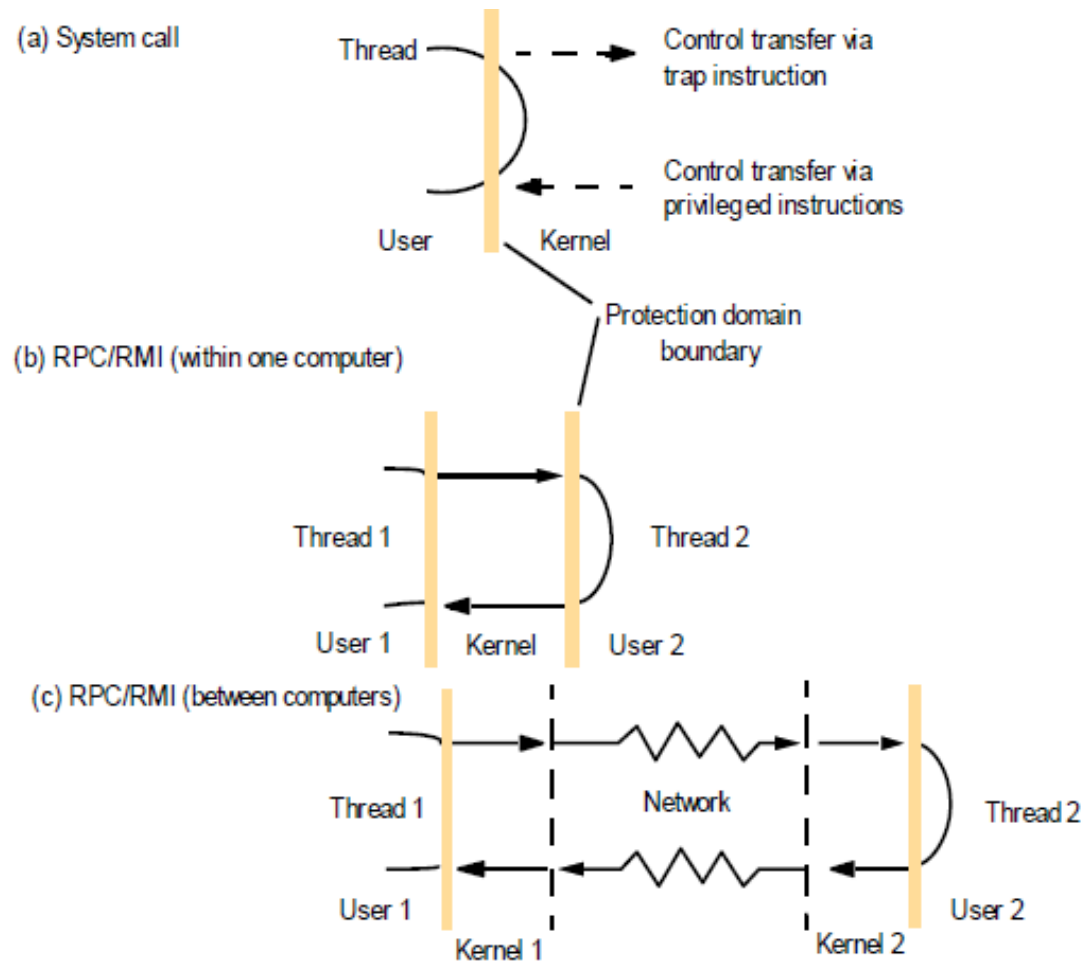 (a) System call
Thread
Control transfer via
trap instruction
Control transfer via
privileged instructions
User
Kernel
Protection domain
boundary
(b) RPC/RMI (within one computer)
Thread 1
Thread 2
User 1
Kernel
User 2
(c) RPC/RMI (between computers)
Thread 1
Network
Thread 2
User 1
User 2
Kernel 1
Kernel 2